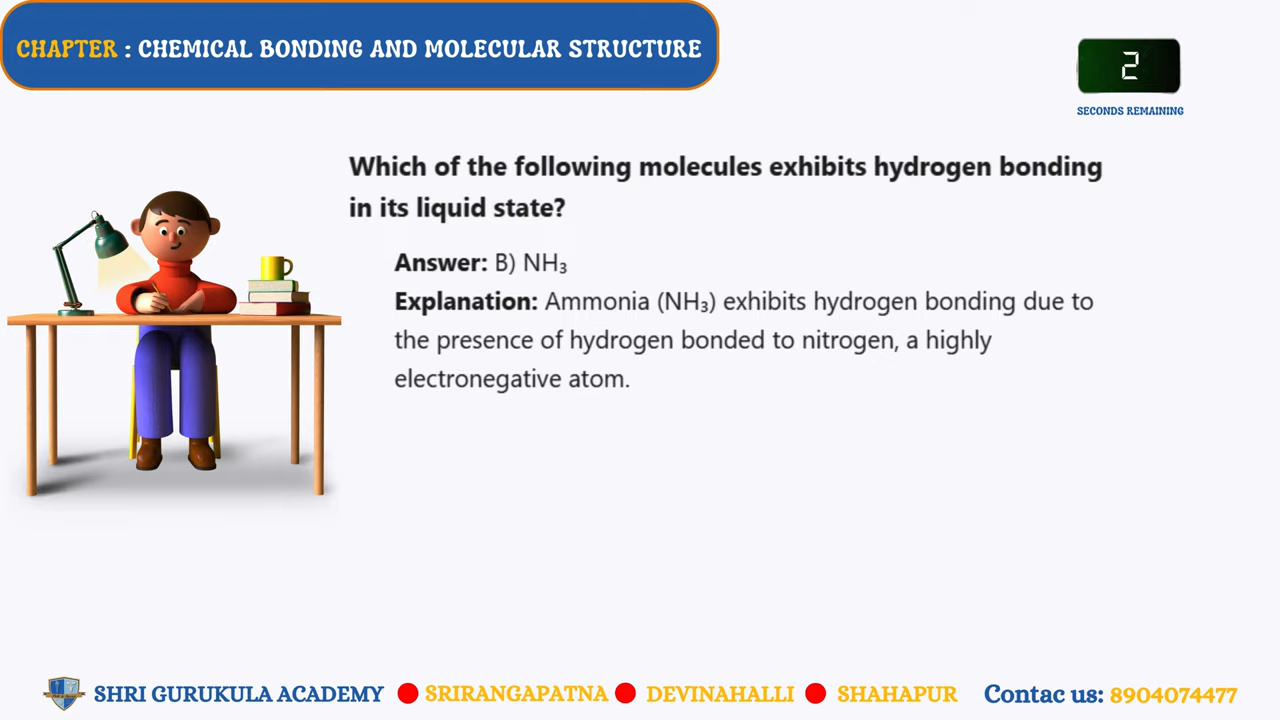 CHAPTER : CHEMICAL BONDING AND MOLECULAR STRUCTURE
2
SECONDS REMAINING
Which of the following molecules exhibits hydrogen bonding
in its liquid state?
Answer: B) NH₃
Explanation: Ammonia (NH₃) exhibits hydrogen bonding due to
the presence of hydrogen bonded to nitrogen, a highly
electronegative atom.
SHRI GURUKULA ACADEMY ● SRIRANGAPATNA ● DEVINAHALLI ● SHAHAPUR Contac us: 8904074477